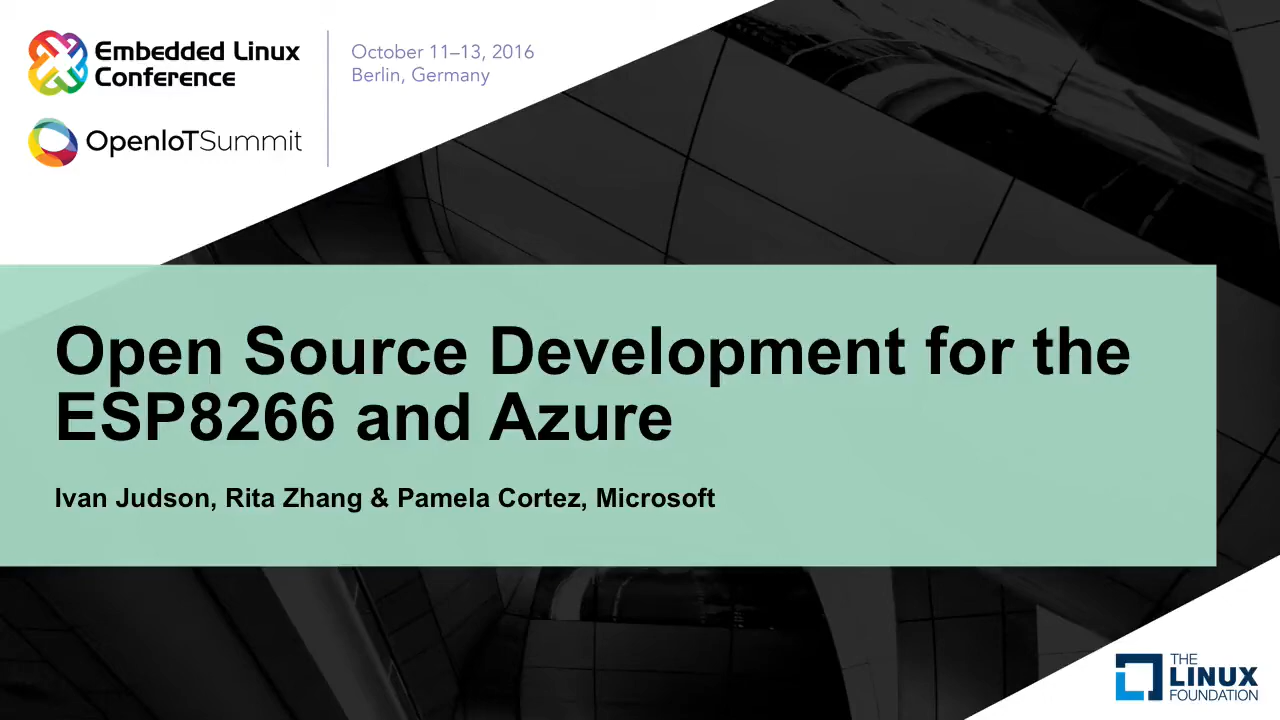 Embedded Linux
Conference
OpenIoTSummit
October 11–13, 2016
Berlin, Germany
Open Source Development for the
ESP8266 and Azure
Ivan Judson, Rita Zhang & Pamela Cortez, Microsoft
THE
LINUX
FOUNDATION